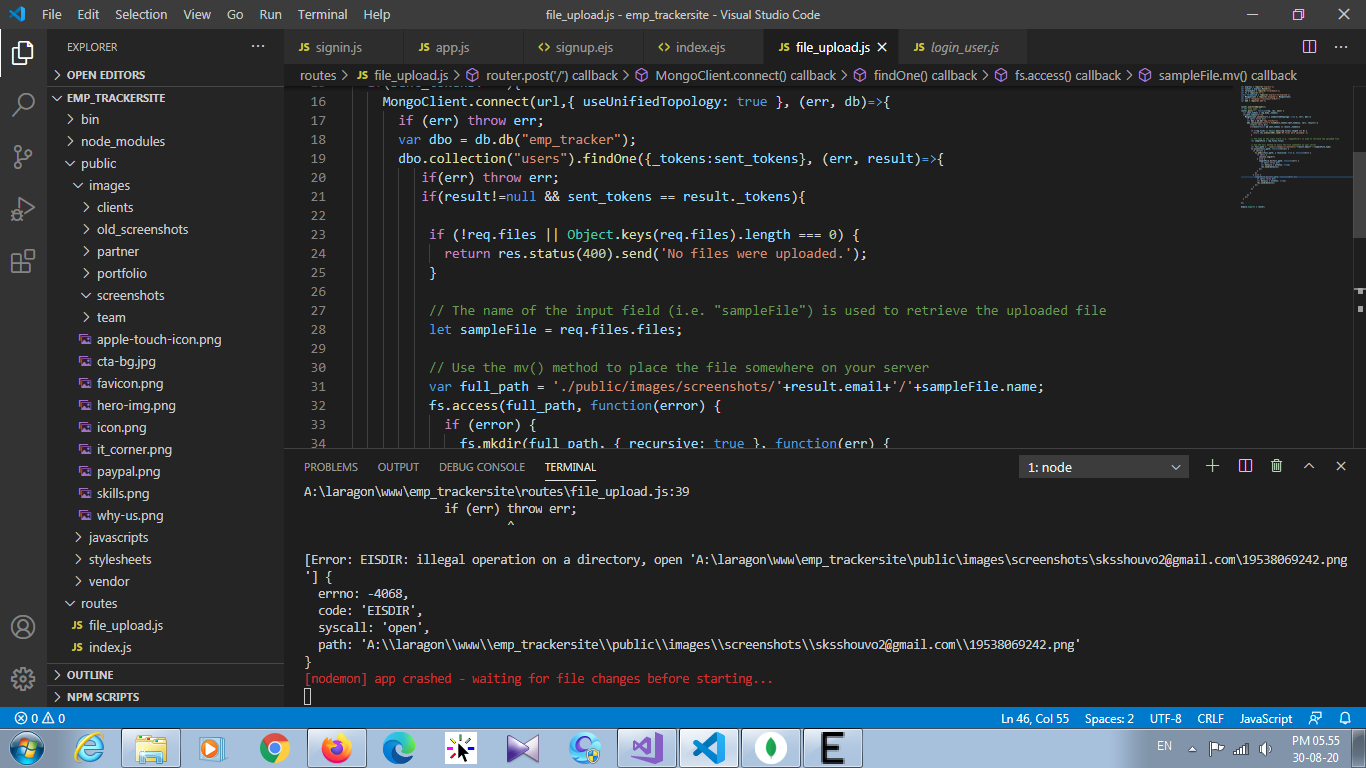 File Edit Selection View Go Run Terminal Help
file_upload.js - emp_trackersite - Visual Studio Code
EXPLORER
OPEN EDITORS
EMP_TRACKERSITE
bin
node_modules
public
images
clients
old_screenshots
partner
portfolio
screenshots
team
apple-touch-icon.png
cta-bg.jpg
favicon.png
hero-img.png
icon.png
it_corner.png
paypal.png
skills.png
why-us.png
javascripts
stylesheets
vendor
routes
JS file_upload.js
JS index.js
OUTLINE
NPM SCRIPTS
JS signin.js JS app.js <> signup.ejs <> index.ejs JS file_upload.js JS login_user.js
routes > JS file_upload.js > router.post('/') callback > MongoClient.connect() callback > findOne() callback > fs.access() callback > sampleFile.mv() callback
16 MongoClient.connect(url,{ useUnifiedTopology: true }, (err, db)=>{
17 if (err) throw err;
18 var dbo = db.db("emp_tracker");
19 dbo.collection("users").findOne({_tokens:sent_tokens}, (err, result)=>{
20 if(err) throw err;
21 if(result!=null && sent_tokens == result._tokens){
22
23 if (!req.files || Object.keys(req.files).length === 0) {
24 return res.status(400).send('No files were uploaded.');
25 }
26
27 // The name of the input field (i.e. "sampleFile") is used to retrieve the uploaded file
28 let sampleFile = req.files.files;
29
30 // Use the mv() method to place the file somewhere on your server
31 var full_path = './public/images/screenshots/'+result.email+'/'+sampleFile.name;
32 fs.access(full_path, function(error) {
33 if (error) {
34 fs.mkdir(full_path, { recursive: true }, function(err) {
PROBLEMS OUTPUT DEBUG CONSOLE TERMINAL
1: node
A:\laragon\www\emp_trackersite\routes\file_upload.js:39
if (err) throw err;
^
[Error: EISDIR: illegal operation on a directory, open 'A:\laragon\www\emp_trackersite\public\images\screenshots\sksshouvo2@gmail.com\19538069242.png
'] {
errno: -4068,
code: 'EISDIR',
syscall: 'open',
path: 'A:\\laragon\\www\\emp_trackersite\\public\\images\\screenshots\\sksshouvo2@gmail.com\\19538069242.png'
}
[nodemon] app crashed - waiting for file changes before starting...
0 0
Ln 46, Col 55 Spaces: 2 UTF-8 CRLF JavaScript
EN
PM 05.55
30-08-20